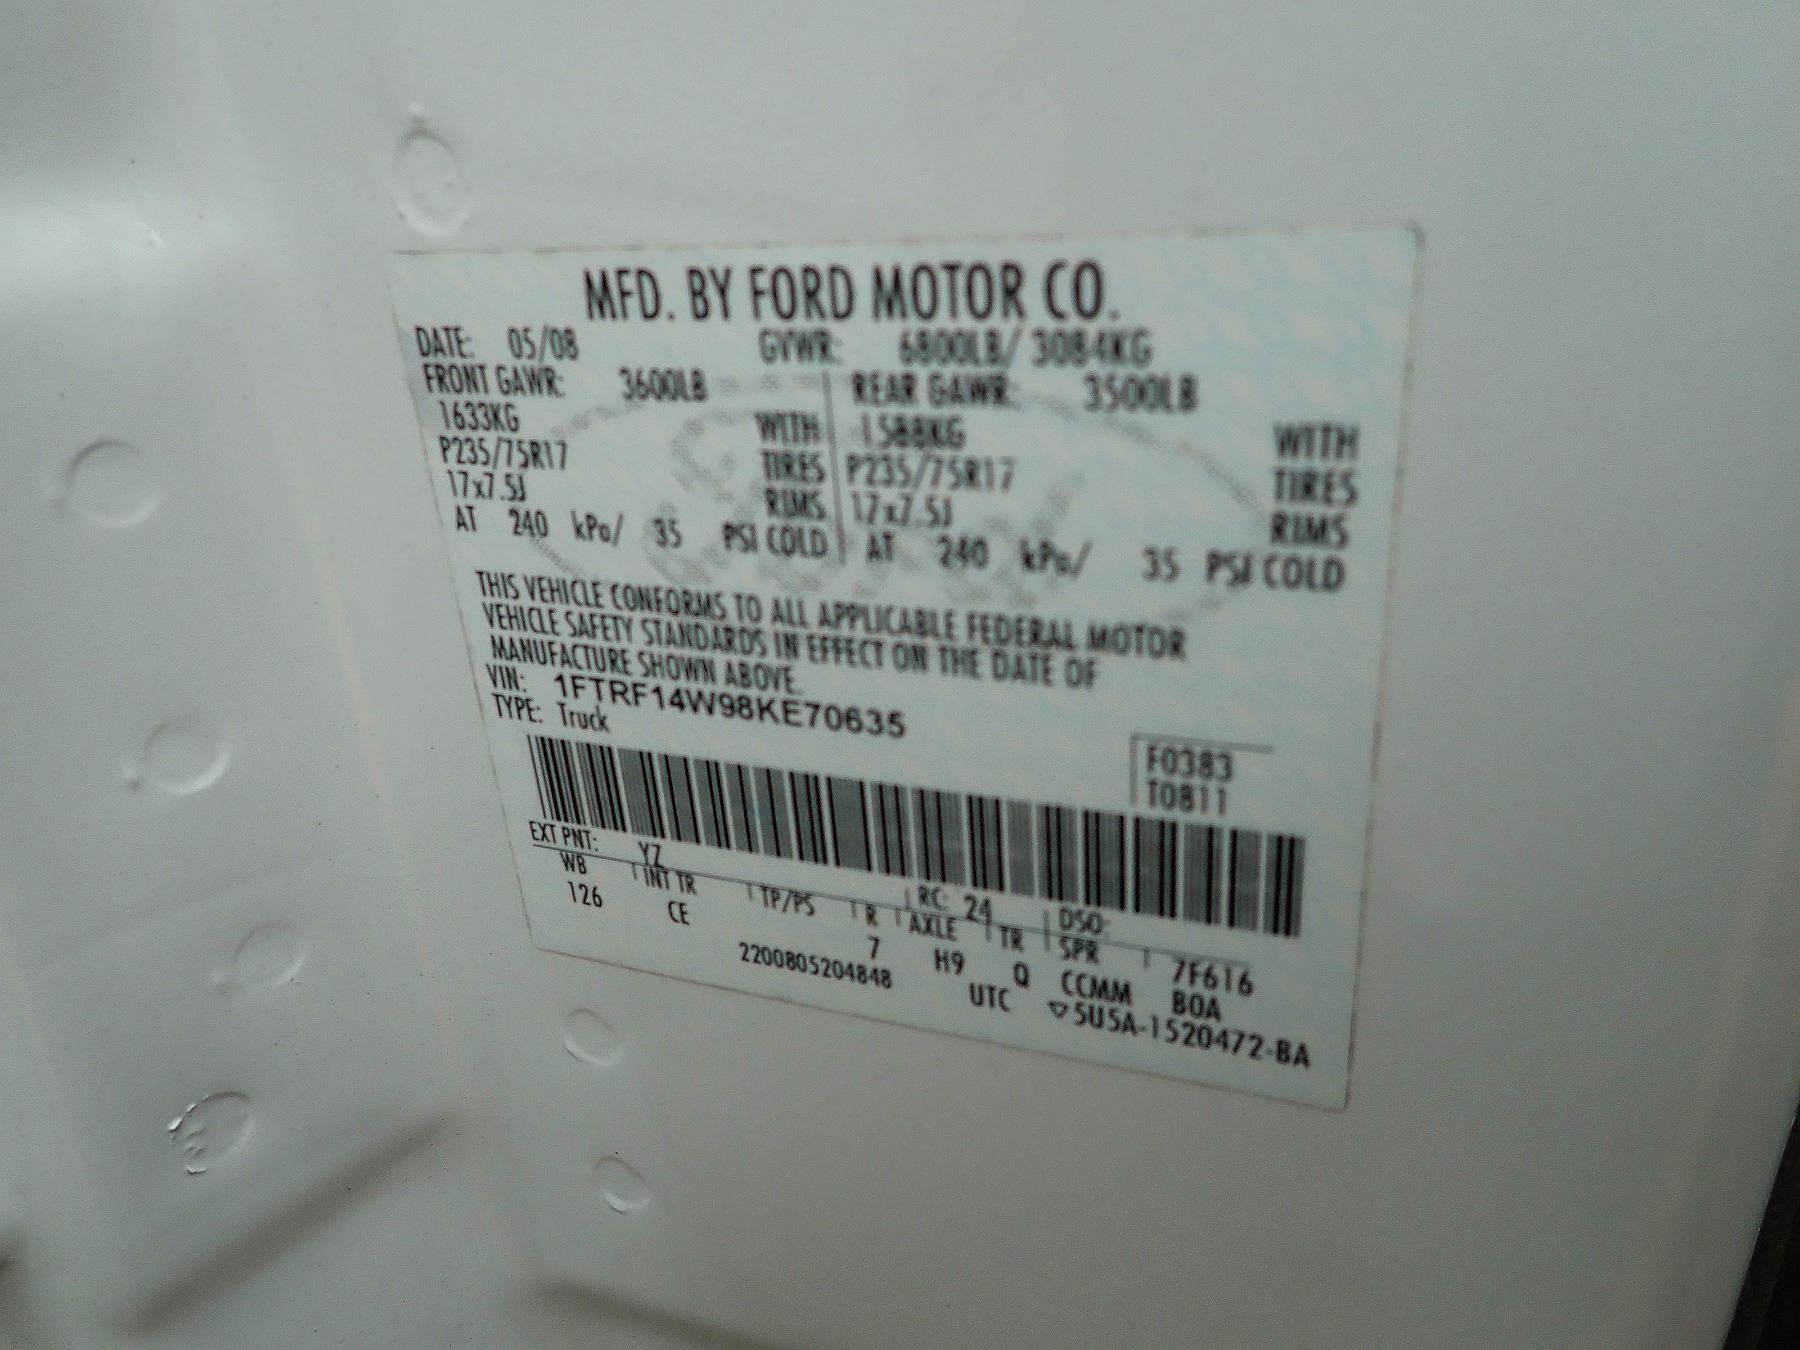 MFD. BY FORD MOTOR CO.
DATE: 05/08 GVWR: 6800LB/ 3084KG
FRONT GAWR: 3600LB REAR GAWR: 3500LB
1633KG WITH 1588KG WITH
P235/75R17 TIRES P235/75R17 TIRES
17x7.5J RIMS 17x7.5J RIMS
AT 240 kPa/ 35 PSI COLD AT 240 kPa/ 35 PSI COLD
THIS VEHICLE CONFORMS TO ALL APPLICABLE FEDERAL MOTOR
VEHICLE SAFETY STANDARDS IN EFFECT ON THE DATE OF
MANUFACTURE SHOWN ABOVE.
VIN: 1FTRF14W98KE70635
TYPE: Truck
F0383
T0811
EXT PNT: YZ RC: 24 DSO:
WB INT TR TP/PS R AXLE TR SPR 7F616
126 CE 7 H9 Q CCMM BOA
2200805204848 UTC ▽5U5A-1520472-BA